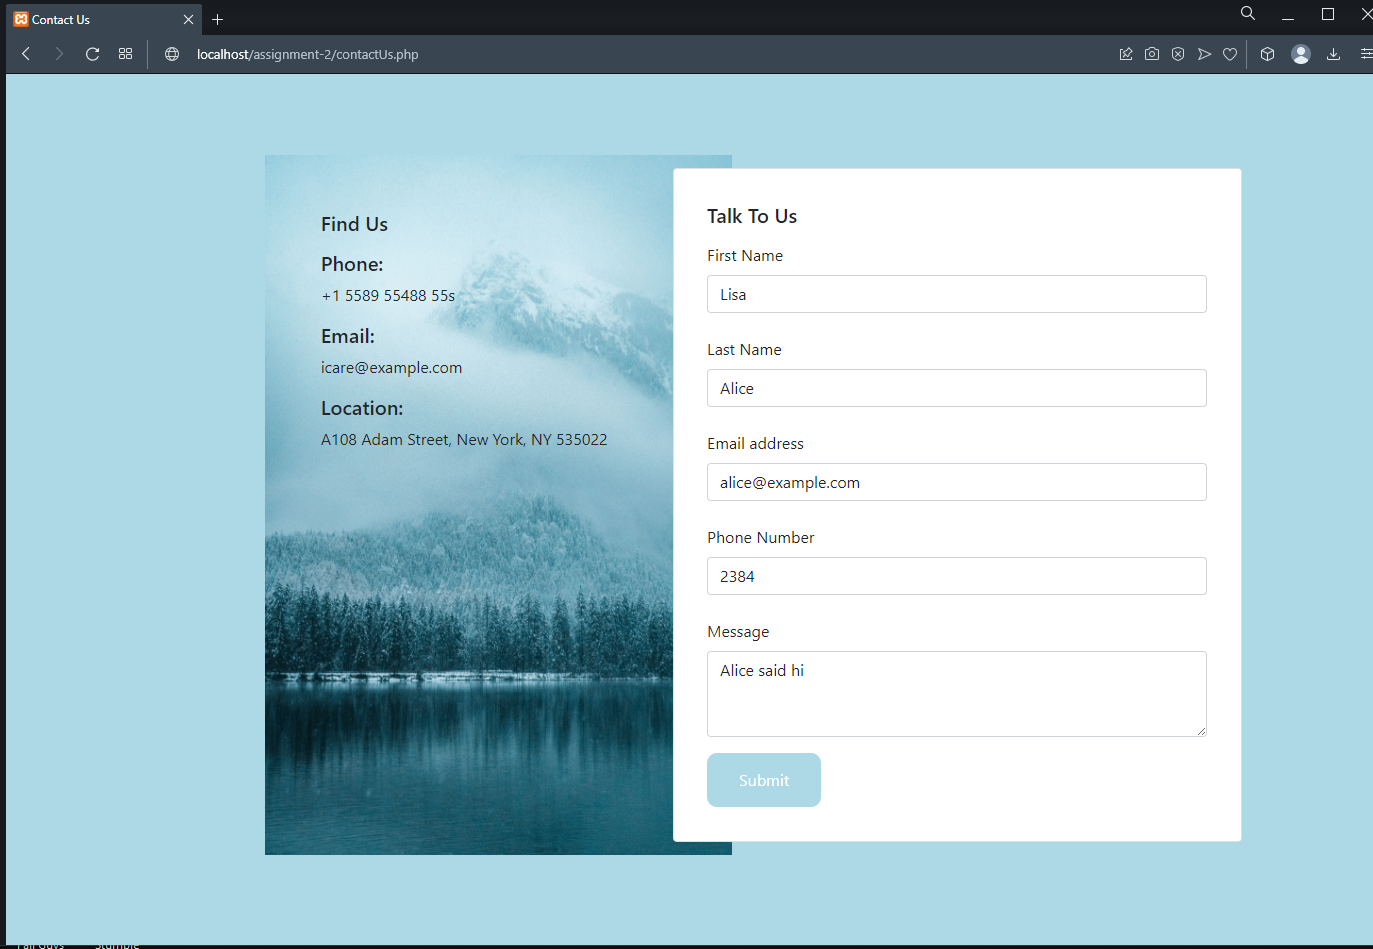 Contact Us
localhost/assignment-2/contactUs.php
Find Us
Phone:
+1 5589 55488 55s
Email:
icare@example.com
Location:
A108 Adam Street, New York, NY 535022
Talk To Us
First Name
Lisa
Last Name
Alice
Email address
alice@example.com
Phone Number
2384
Message
Alice said hi
Submit